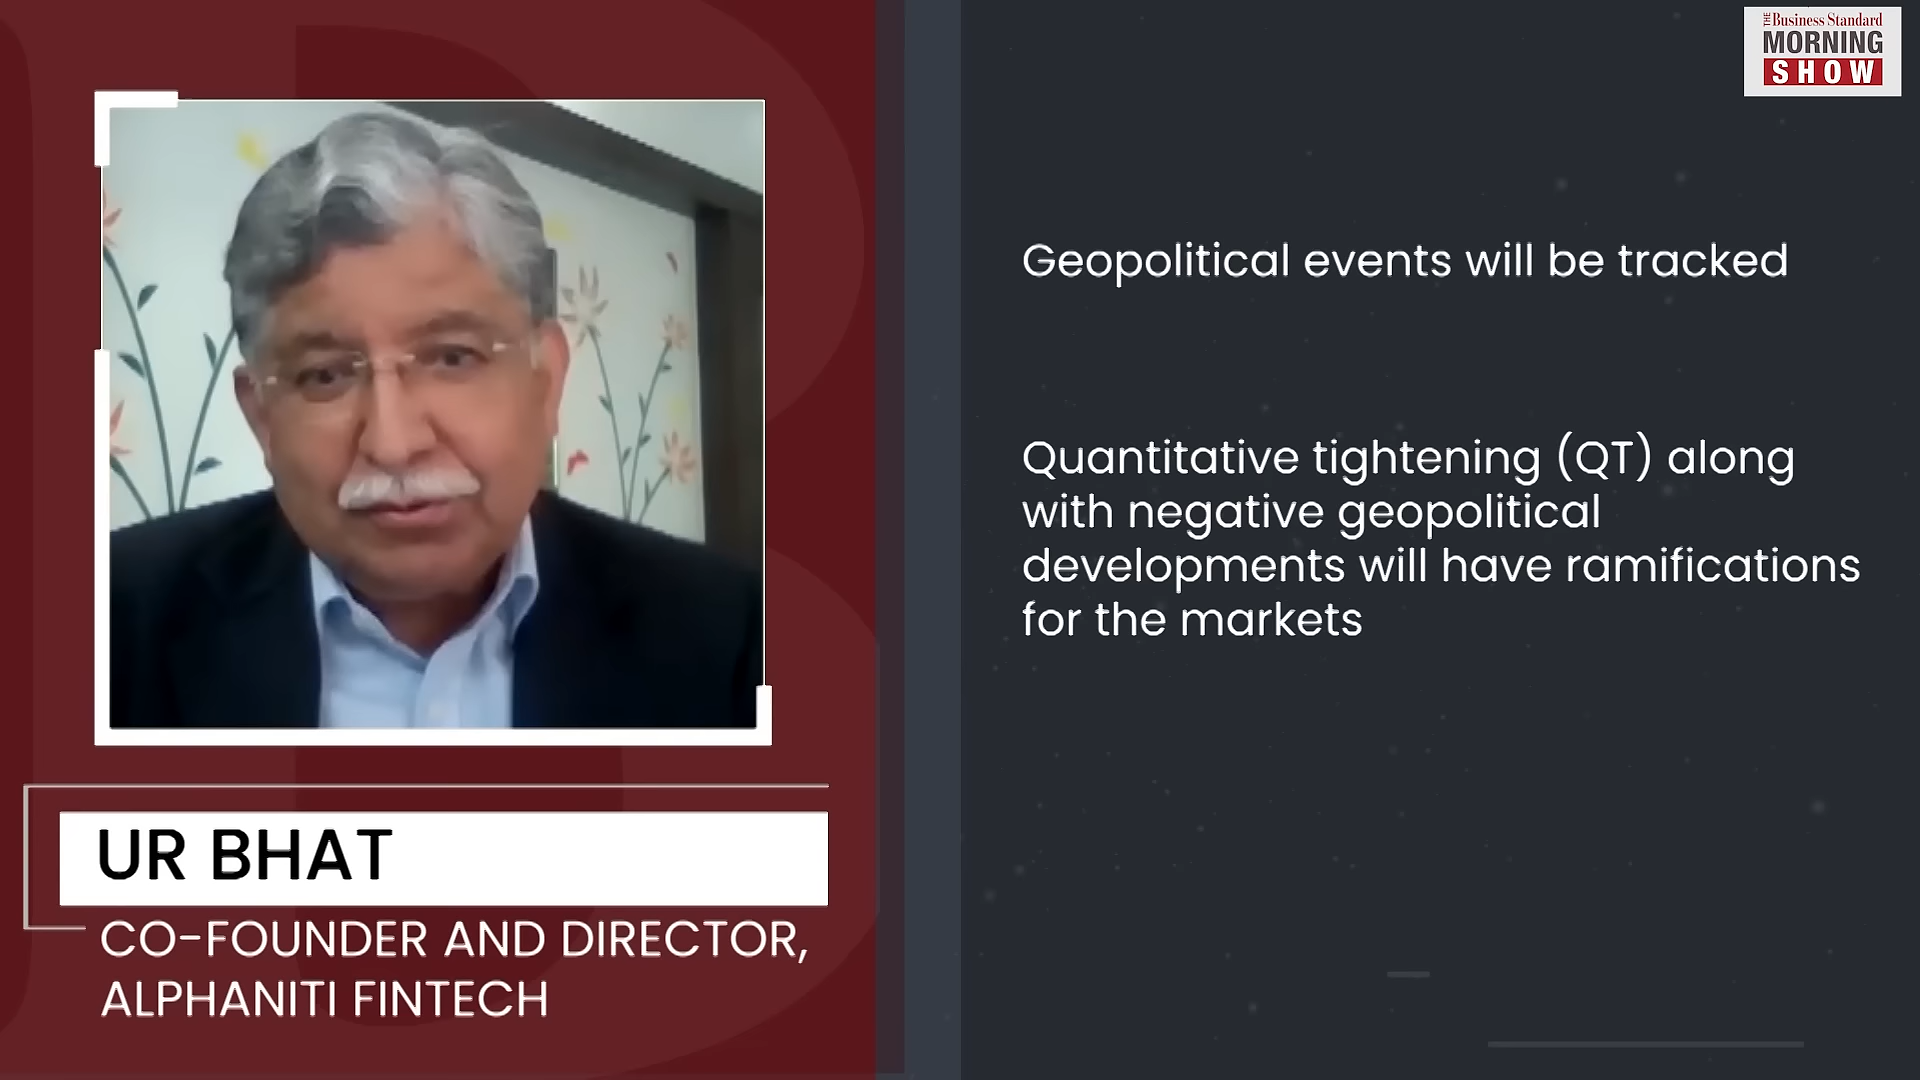 THE Business Standard
MORNING
SHOW
Geopolitical events will be tracked
Quantitative tightening (QT) along
with negative geopolitical
developments will have ramifications
for the markets
UR BHAT
CO-FOUNDER AND DIRECTOR,
ALPHANITI FINTECH